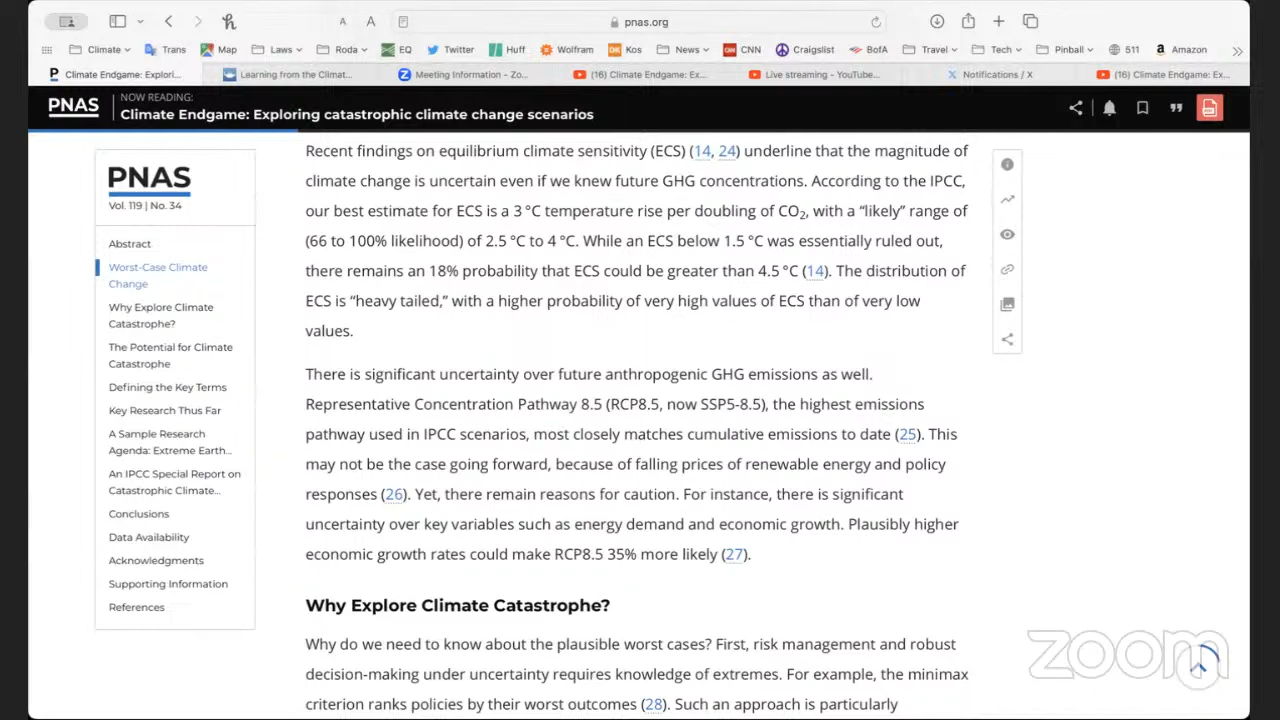 A A pnas.org
Climate Trans Map Laws Roda EQ Twitter Huff Wolfram Kos News CNN Craigslist BofA Travel Tech Pinball 511 Amazon
Climate Endgame: Explori... Learning from the Climat... Meeting Information - Zo... (16) Climate Endgame: Ex... Live streaming - YouTube... Notifications / X (16) Climate Endgame: Ex...
PNAS
NOW READING:
Climate Endgame: Exploring catastrophic climate change scenarios
PNAS
Vol. 119 | No. 34
Abstract
Worst-Case Climate
Change
Why Explore Climate
Catastrophe?
The Potential for Climate
Catastrophe
Defining the Key Terms
Key Research Thus Far
A Sample Research
Agenda: Extreme Earth...
An IPCC Special Report on
Catastrophic Climate...
Conclusions
Data Availability
Acknowledgments
Supporting Information
References
Recent findings on equilibrium climate sensitivity (ECS) (14, 24) underline that the magnitude of
climate change is uncertain even if we knew future GHG concentrations. According to the IPCC,
our best estimate for ECS is a 3 °C temperature rise per doubling of CO₂, with a “likely” range of
(66 to 100% likelihood) of 2.5 °C to 4 °C. While an ECS below 1.5 °C was essentially ruled out,
there remains an 18% probability that ECS could be greater than 4.5 °C (14). The distribution of
ECS is “heavy tailed,” with a higher probability of very high values of ECS than of very low
values.
There is significant uncertainty over future anthropogenic GHG emissions as well.
Representative Concentration Pathway 8.5 (RCP8.5, now SSP5-8.5), the highest emissions
pathway used in IPCC scenarios, most closely matches cumulative emissions to date (25). This
may not be the case going forward, because of falling prices of renewable energy and policy
responses (26). Yet, there remain reasons for caution. For instance, there is significant
uncertainty over key variables such as energy demand and economic growth. Plausibly higher
economic growth rates could make RCP8.5 35% more likely (27).
Why Explore Climate Catastrophe?
Why do we need to know about the plausible worst cases? First, risk management and robust
decision-making under uncertainty requires knowledge of extremes. For example, the minimax
criterion ranks policies by their worst outcomes (28). Such an approach is particularly
zoom